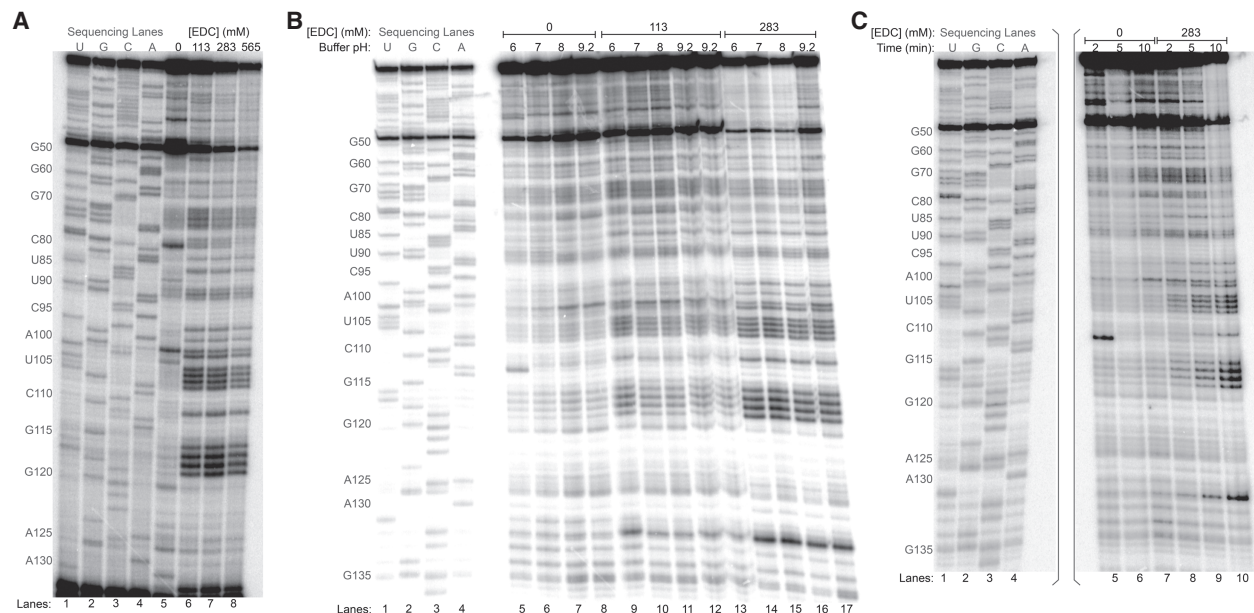 A
Sequencing Lanes
[EDC] (mM)
U G C A 0 113 283 565
G50
G60
G70
C80
U85
U90
C95
A100
U105
C110
G115
G120
A125
A130
Lanes: 1 2 3 4 5 6 7 8
B
[EDC] (mM): Sequencing Lanes 0 113 283
Buffer pH: U G C A 6 7 8 9.2 6 7 8 9.2 9.2 6 7 8 9.2
G50
G60
G70
C80
U85
U90
C95
A100
U105
C110
G115
G120
A125
A130
G135
Lanes: 1 2 3 4 5 6 7 8 9 10 11 12 13 14 15 16 17
C
[EDC] (mM): Sequencing Lanes 0 283
Time (min): U G C A 2 5 10 2 5 10
G50
G60
G70
C80
U85
U90
C95
A100
U105
C110
G115
G120
A125
A130
G135
Lanes: 1 2 3 4 5 6 7 8 9 10